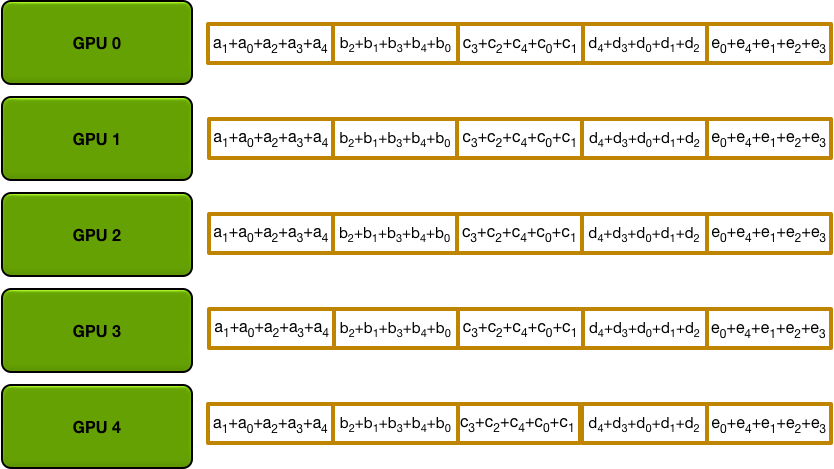 GPU 0 a₁+a₀+a₂+a₃+a₄ b₂+b₁+b₃+b₄+b₀ c₃+c₂+c₄+c₀+c₁ d₄+d₃+d₀+d₁+d₂ e₀+e₄+e₁+e₂+e₃
GPU 1 a₁+a₀+a₂+a₃+a₄ b₂+b₁+b₃+b₄+b₀ c₃+c₂+c₄+c₀+c₁ d₄+d₃+d₀+d₁+d₂ e₀+e₄+e₁+e₂+e₃
GPU 2 a₁+a₀+a₂+a₃+a₄ b₂+b₁+b₃+b₄+b₀ c₃+c₂+c₄+c₀+c₁ d₄+d₃+d₀+d₁+d₂ e₀+e₄+e₁+e₂+e₃
GPU 3 a₁+a₀+a₂+a₃+a₄ b₂+b₁+b₃+b₄+b₀ c₃+c₂+c₄+c₀+c₁ d₄+d₃+d₀+d₁+d₂ e₀+e₄+e₁+e₂+e₃
GPU 4 a₁+a₀+a₂+a₃+a₄ b₂+b₁+b₃+b₄+b₀ c₃+c₂+c₄+c₀+c₁ d₄+d₃+d₀+d₁+d₂ e₀+e₄+e₁+e₂+e₃